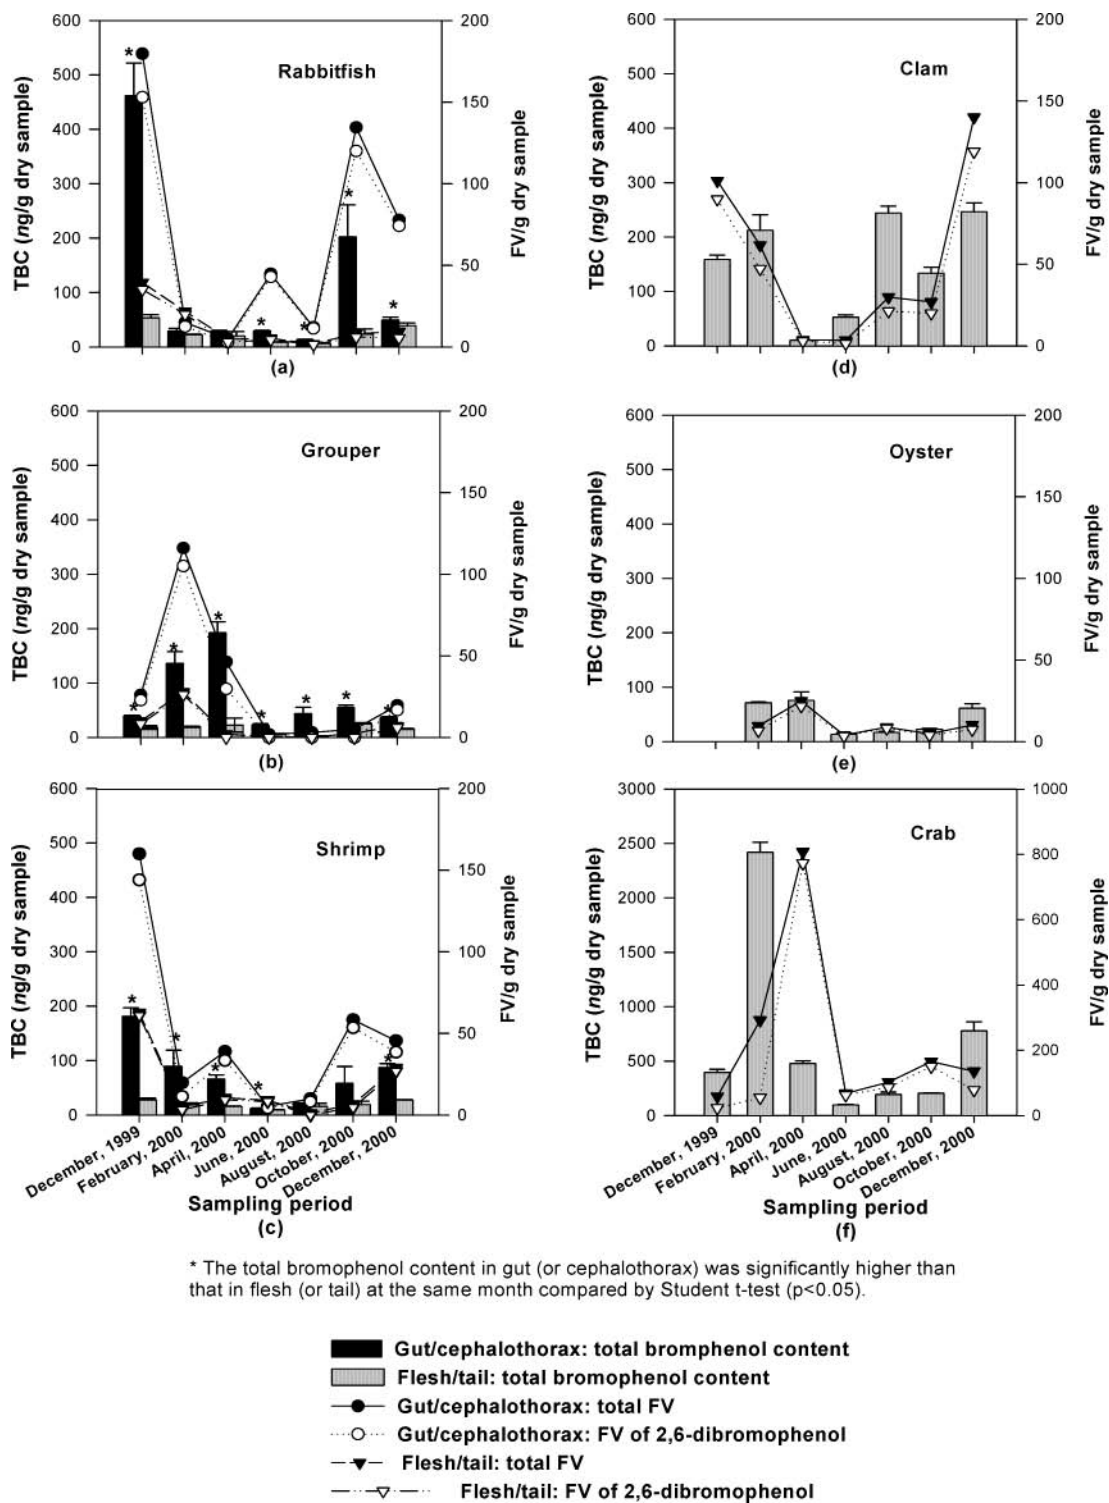 600
500
400
300
200
100
0
TBC (ng/g dry sample)
*
*
*
*
*
Rabbitfish
200
150
100
50
0
FV/g dry sample
(a)
600
500
400
300
200
100
0
TBC (ng/g dry sample)
Clam
200
150
100
50
0
FV/g dry sample
(d)
600
500
400
300
200
100
0
TBC (ng/g dry sample)
*
*
*
*
*
*
*
Grouper
200
150
100
50
0
FV/g dry sample
(b)
600
500
400
300
200
100
0
TBC (ng/g dry sample)
Oyster
200
150
100
50
0
FV/g dry sample
(e)
600
500
400
300
200
100
0
TBC (ng/g dry sample)
*
*
*
*
*
Shrimp
200
150
100
50
0
FV/g dry sample
December, 1999
February, 2000
April, 2000
June, 2000
August, 2000
October, 2000
December, 2000
Sampling period
(c)
3000
2500
2000
1500
1000
500
0
TBC (ng/g dry sample)
Crab
1000
800
600
400
200
0
FV/g dry sample
December, 1999
February, 2000
April, 2000
June, 2000
August, 2000
October, 2000
December, 2000
Sampling period
(f)
* The total bromophenol content in gut (or cephalothorax) was significantly higher than
that in flesh (or tail) at the same month compared by Student t-test (p<0.05).
Gut/cephalothorax: total bromphenol content
Flesh/tail: total bromophenol content
Gut/cephalothorax: total FV
Gut/cephalothorax: FV of 2,6-dibromophenol
Flesh/tail: total FV
Flesh/tail: FV of 2,6-dibromophenol